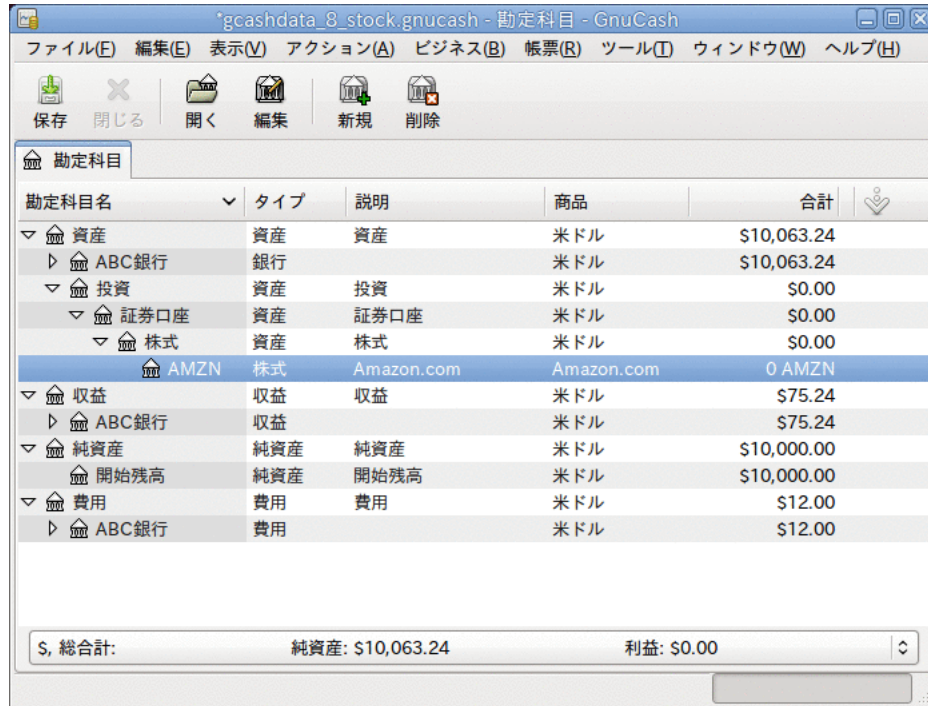 *gcashdata_8_stock.gnucash - 勘定科目 - GnuCash
ファイル(F) 編集(E) 表示(V) アクション(A) ビジネス(B) 帳票(R) ツール(T) ウィンドウ(W) ヘルプ(H)
保存 閉じる 開く 編集 新規 削除
勘定科目
勘定科目名 タイプ 説明 商品 合計
資産 資産 資産 米ドル $10,063.24
ABC銀行 銀行 米ドル $10,063.24
投資 資産 投資 米ドル $0.00
証券口座 資産 証券口座 米ドル $0.00
株式 資産 株式 米ドル $0.00
AMZN 株式 Amazon.com Amazon.com 0 AMZN
収益 収益 収益 米ドル $75.24
ABC銀行 収益 米ドル $75.24
純資産 純資産 純資産 米ドル $10,000.00
開始残高 純資産 開始残高 米ドル $10,000.00
費用 費用 費用 米ドル $12.00
ABC銀行 費用 米ドル $12.00
$, 総合計: 純資産: $10,063.24 利益: $0.00